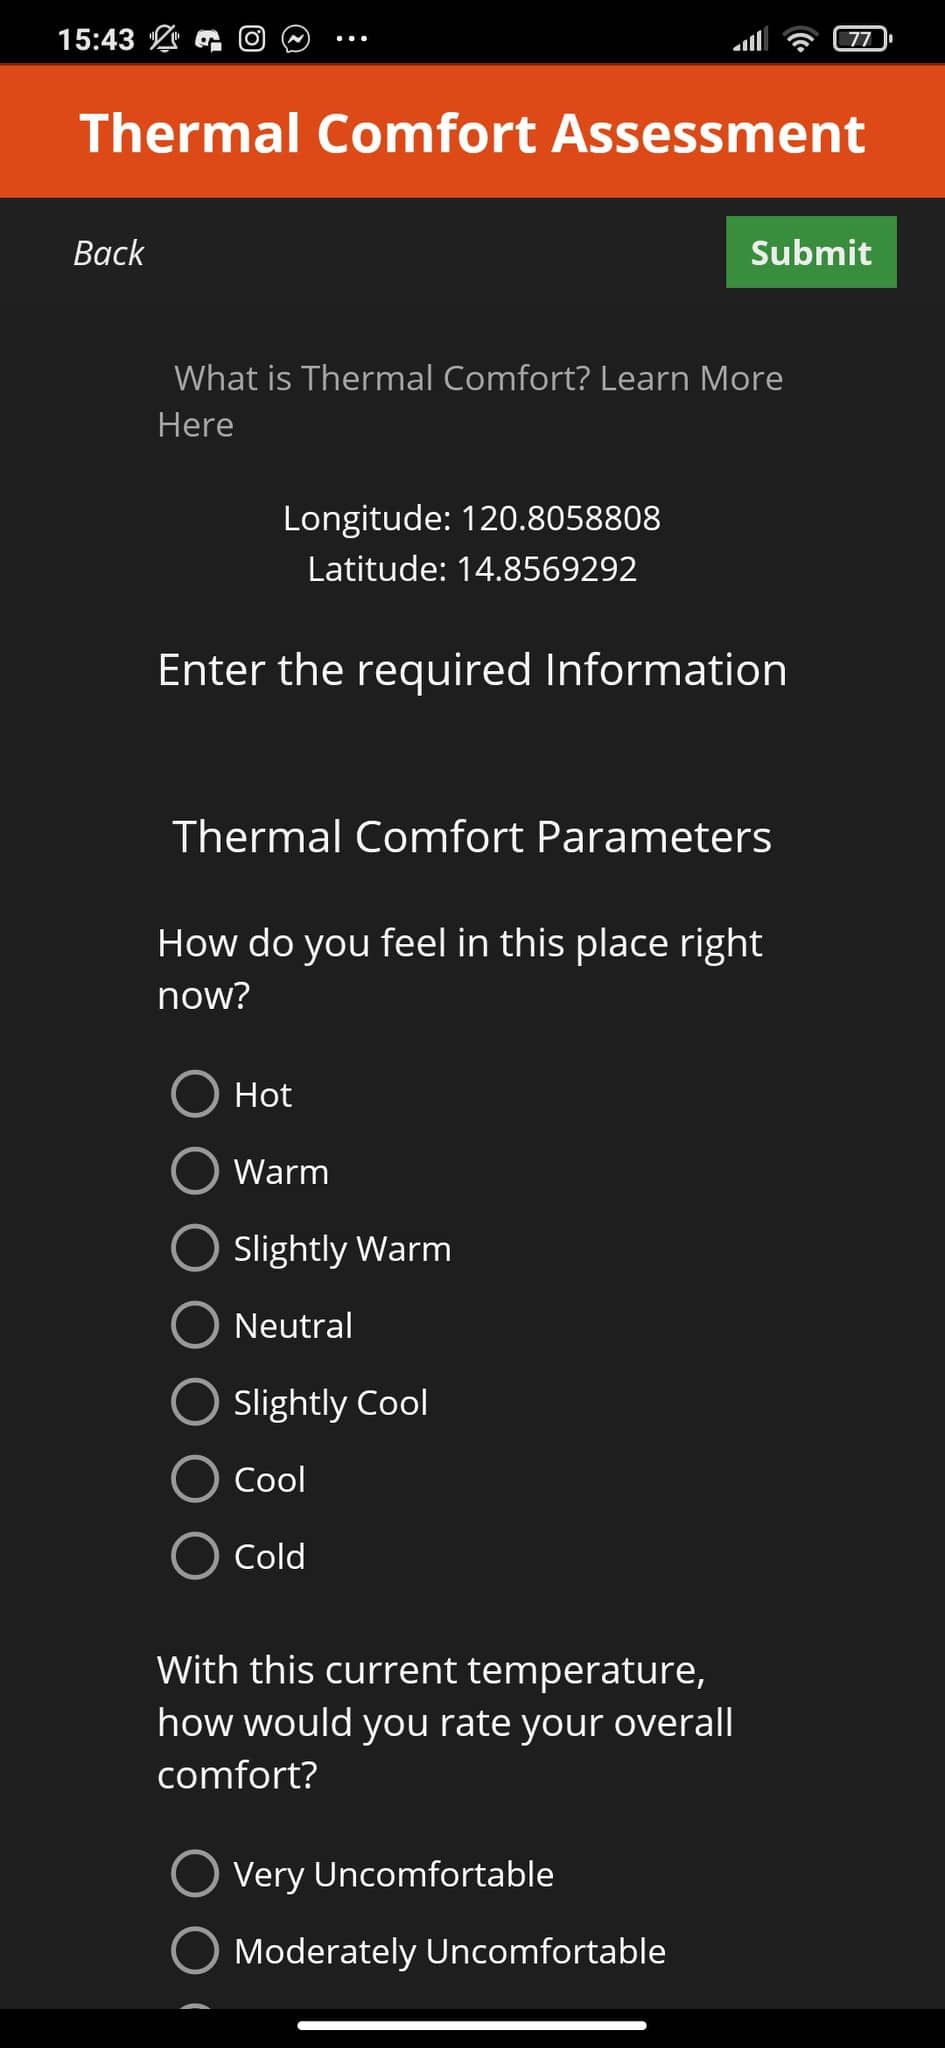 15:43
77
Thermal Comfort Assessment
Back
Submit
What is Thermal Comfort? Learn More
Here
Longitude: 120.8058808
Latitude: 14.8569292
Enter the required Information
Thermal Comfort Parameters
How do you feel in this place right
now?
Hot
Warm
Slightly Warm
Neutral
Slightly Cool
Cool
Cold
With this current temperature,
how would you rate your overall
comfort?
Very Uncomfortable
Moderately Uncomfortable